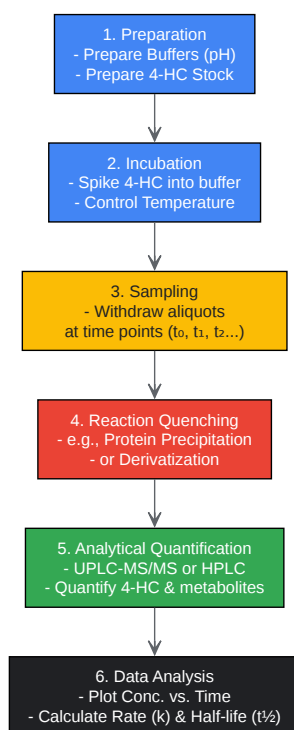 1. Preparation
- Prepare Buffers (pH)
- Prepare 4-HC Stock
2. Incubation
- Spike 4-HC into buffer
- Control Temperature
3. Sampling
- Withdraw aliquots
at time points (t₀, t₁, t₂...)
4. Reaction Quenching
- e.g., Protein Precipitation
- or Derivatization
5. Analytical Quantification
- UPLC-MS/MS or HPLC
- Quantify 4-HC & metabolites
6. Data Analysis
- Plot Conc. vs. Time
- Calculate Rate (k) & Half-life (t½)